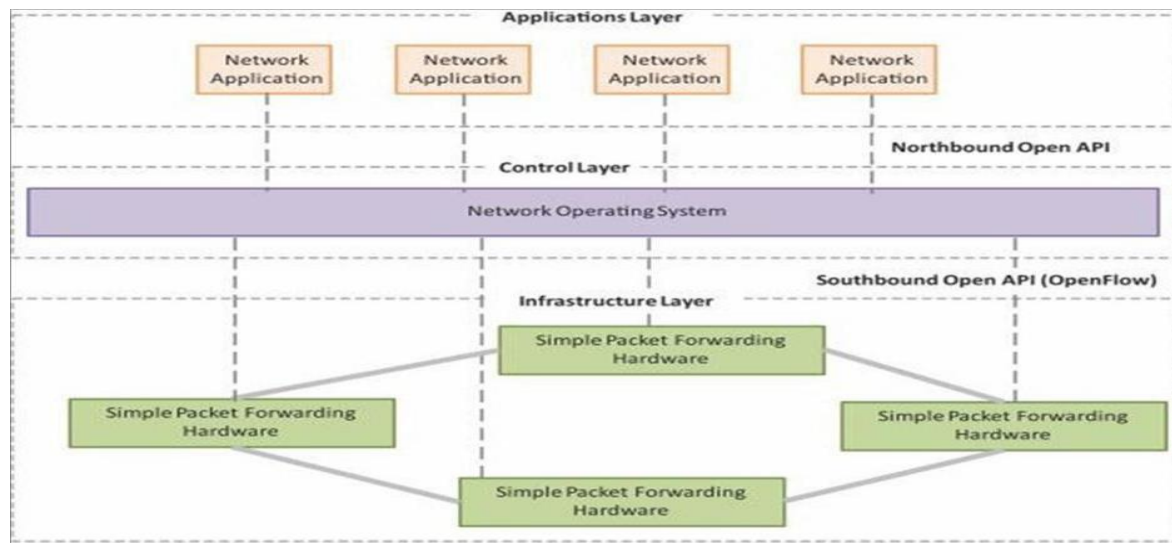 Applications Layer
Network
Application
Network
Application
Network
Application
Network
Application
Northbound Open API
Control Layer
Network Operating System
Southbound Open API (OpenFlow)
Infrastructure Layer
Simple Packet Forwarding
Hardware
Simple Packet Forwarding
Hardware
Simple Packet Forwarding
Hardware
Simple Packet Forwarding
Hardware